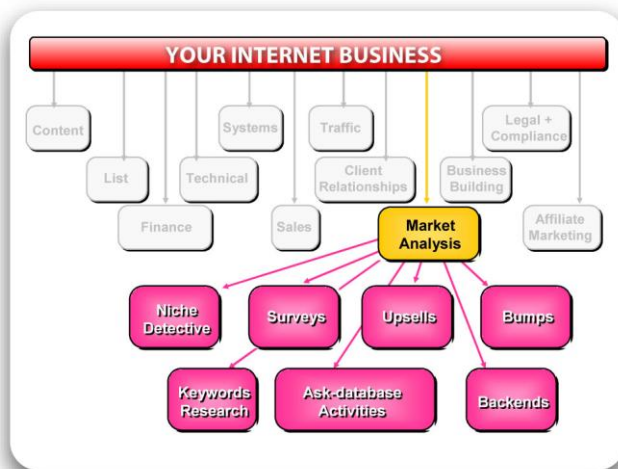 YOUR INTERNET BUSINESS
Content
Systems
Traffic
Legal +
Compliance
List
Technical
Client
Relationships
Business
Building
Finance
Sales
Market
Analysis
Affiliate
Marketing
Niche
Detective
Surveys
Upsells
Bumps
Keywords
Research
Ask-database
Activities
Backends